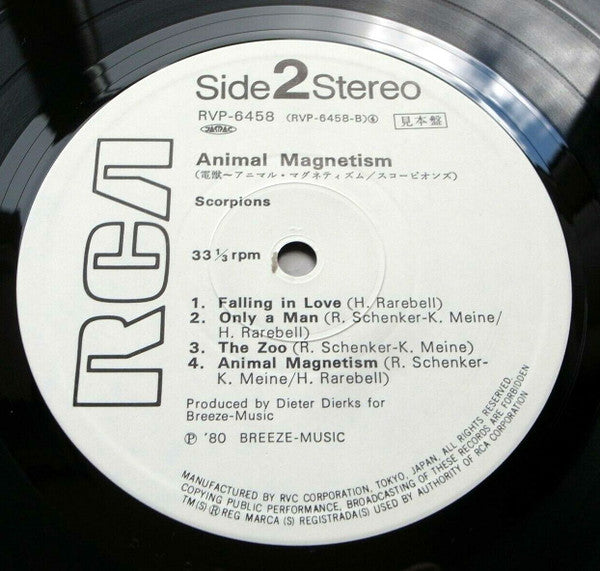 Side 2 Stereo
RVP-6458 (RVP-6458-B)④ 見本盤
JASRAC
Animal Magnetism
(電獣〜アニマル・マグネティズム/スコーピオンズ)
Scorpions
33 1/3 rpm
RCA
1. Falling in Love (H. Rarebell)
2. Only a Man (R. Schenker-K. Meine/
H. Rarebell)
3. The Zoo (R. Schenker-K. Meine)
4. Animal Magnetism (R. Schenker-
K. Meine/H. Rarebell)
Produced by Dieter Dierks for
Breeze-Music
Ⓟ '80 BREEZE-MUSIC
MANUFACTURED BY RVC CORPORATION, TOKYO, JAPAN, ALL RIGHTS RESERVED.
COPYING PUBLIC PERFORMANCE, BROADCASTING OF THESE RECORDS ARE FORBIDDEN
TM(S)® REG MARCA(S) REGISTRADA(S) USED BY AUTHORITY OF RCA CORPORATION